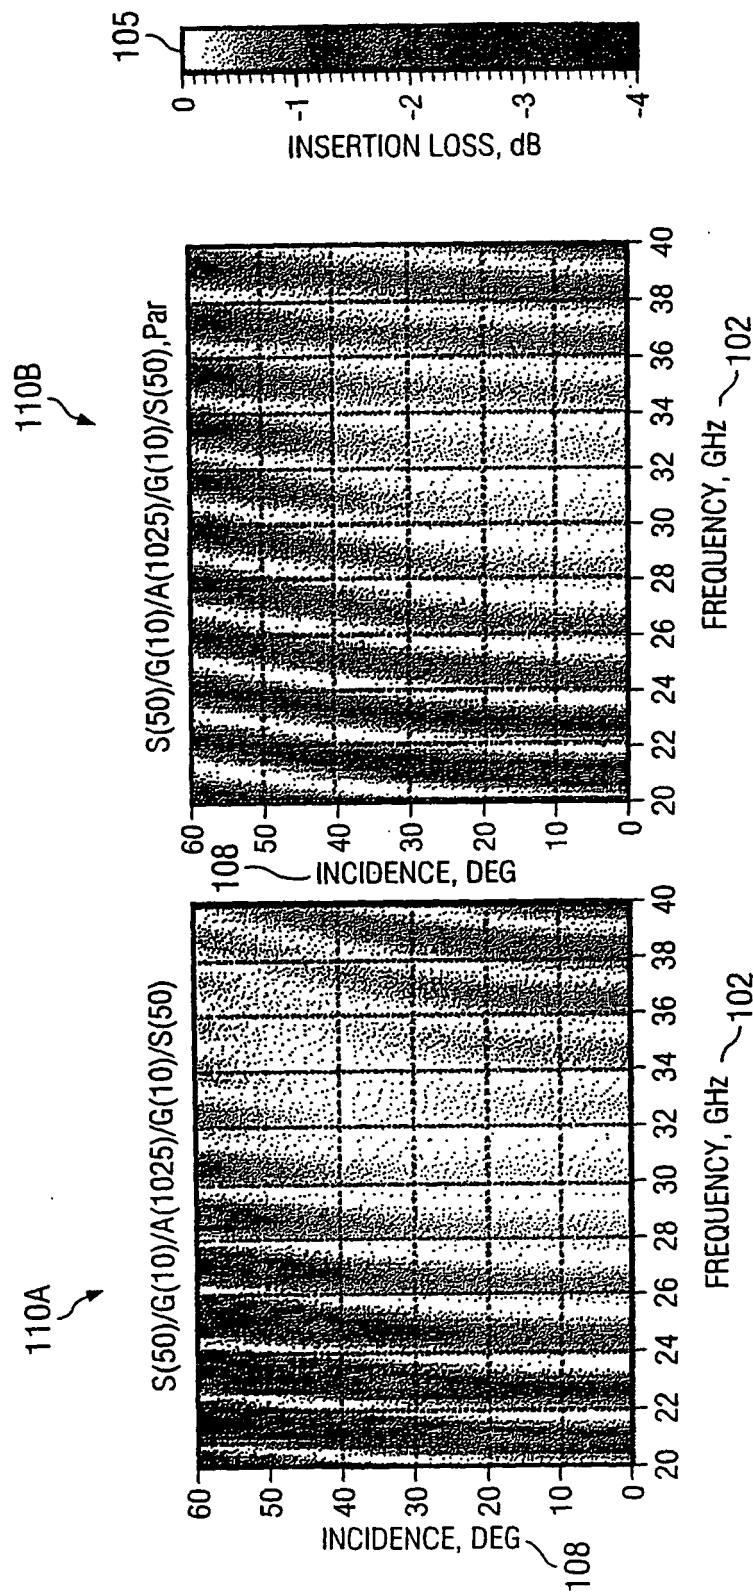 110A
S(50)/G(10)/A(1025)/G(10)/S(50)
60
50
40
30
20
10
0
INCIDENCE, DEG
108
20 22 24 26 28 30 32 34 36 38 40
FREQUENCY, GHz 102
110B
S(50)/G(10)/A(1025)/G(10)/S(50),Par
60
50
40
30
20
10
0
108
INCIDENCE, DEG
20 22 24 26 28 30 32 34 36 38 40
FREQUENCY, GHz 102
105
0
-1
-2
-3
-4
INSERTION LOSS, dB